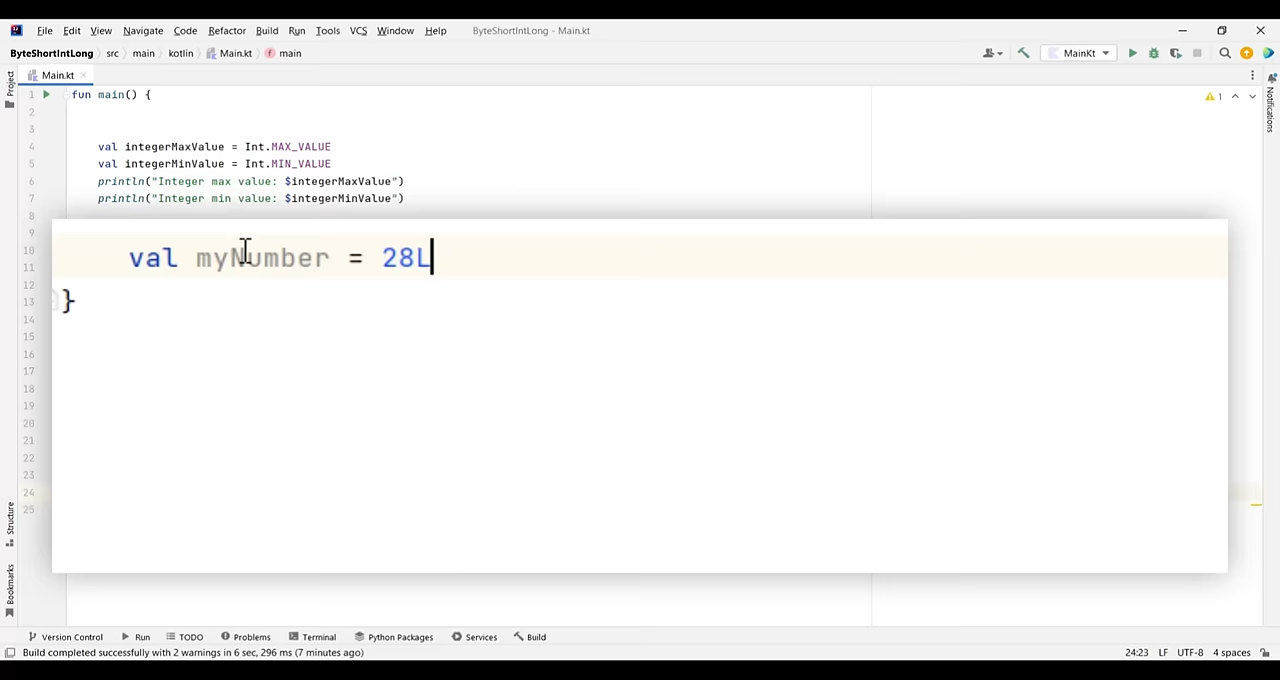 File Edit View Navigate Code Refactor Build Run Tools VCS Window Help ByteShortIntLong - Main.kt
ByteShortIntLong src main kotlin Main.kt main MainKt
Project Main.kt
1 fun main() { 1
2
3
4 val integerMaxValue = Int.MAX_VALUE
5 val integerMinValue = Int.MIN_VALUE
6 println("Integer max value: $integerMaxValue")
7 println("Integer min value: $integerMinValue")
8
9
10 val myNumber = 28L
11
12
13 }
14
15
16
17
18
19
20
21
22
23
24
25
Notifications
Structure
Bookmarks
Version Control Run TODO Problems Terminal Python Packages Services Build
Build completed successfully with 2 warnings in 6 sec, 296 ms (7 minutes ago) 24:23 LF UTF-8 4 spaces